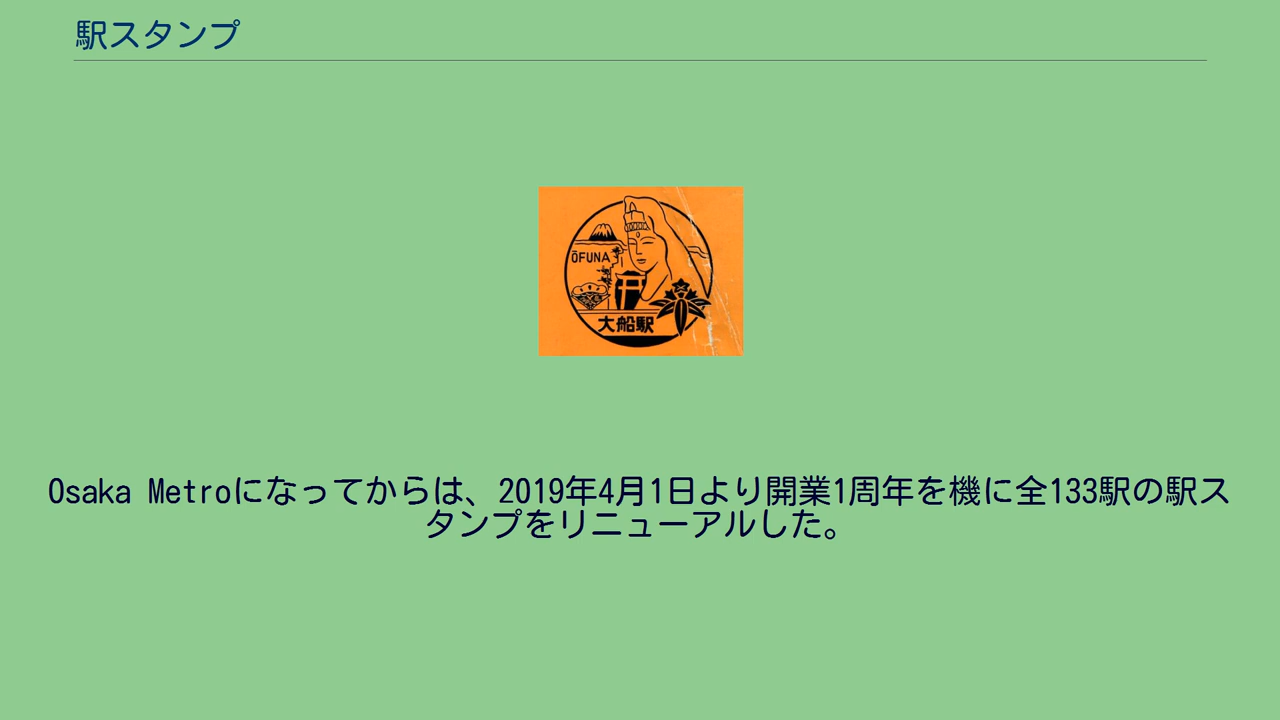 駅スタンプ
ŌFUNA
大船駅
Osaka Metroになってからは、2019年4月1日より開業1周年を機に全133駅の駅ス
タンプをリニューアルした。